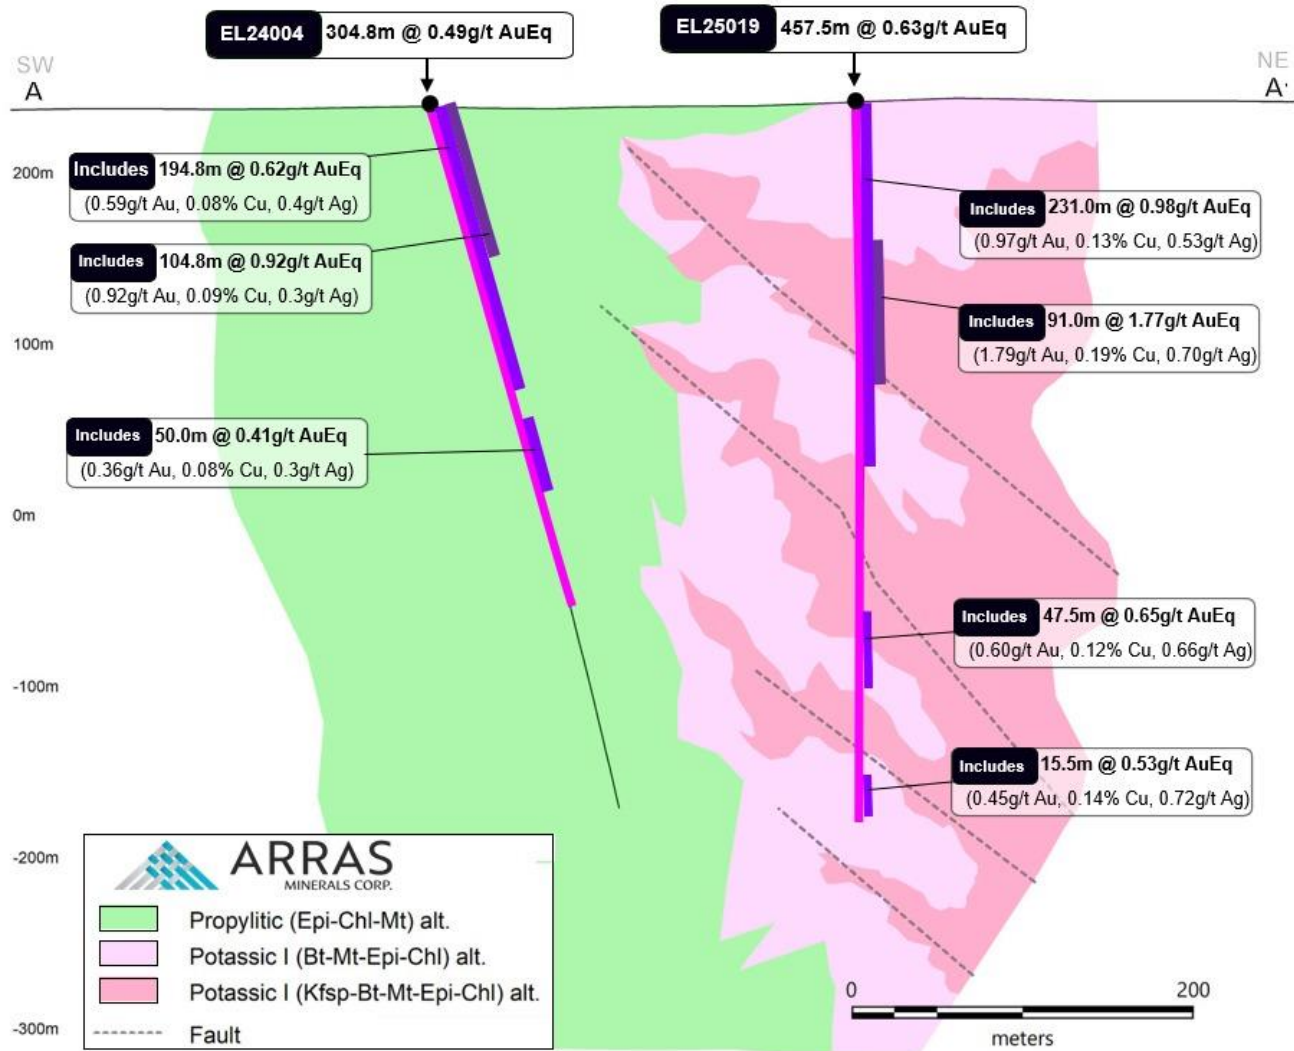 EL24004 304.8m @ 0.49g/t AuEq
EL25019 457.5m @ 0.63g/t AuEq
SW
A
NE
A'
200m
100m
0m
-100m
-200m
-300m
Includes 194.8m @ 0.62g/t AuEq
(0.59g/t Au, 0.08% Cu, 0.4g/t Ag)
Includes 104.8m @ 0.92g/t AuEq
(0.92g/t Au, 0.09% Cu, 0.3g/t Ag)
Includes 50.0m @ 0.41g/t AuEq
(0.36g/t Au, 0.08% Cu, 0.3g/t Ag)
Includes 231.0m @ 0.98g/t AuEq
(0.97g/t Au, 0.13% Cu, 0.53g/t Ag)
Includes 91.0m @ 1.77g/t AuEq
(1.79g/t Au, 0.19% Cu, 0.70g/t Ag)
Includes 47.5m @ 0.65g/t AuEq
(0.60g/t Au, 0.12% Cu, 0.66g/t Ag)
Includes 15.5m @ 0.53g/t AuEq
(0.45g/t Au, 0.14% Cu, 0.72g/t Ag)
ARRAS
MINERALS CORP.
Propylitic (Epi-Chl-Mt) alt.
Potassic I (Bt-Mt-Epi-Chl) alt.
Potassic I (Kfsp-Bt-Mt-Epi-Chl) alt.
Fault
0 200
meters